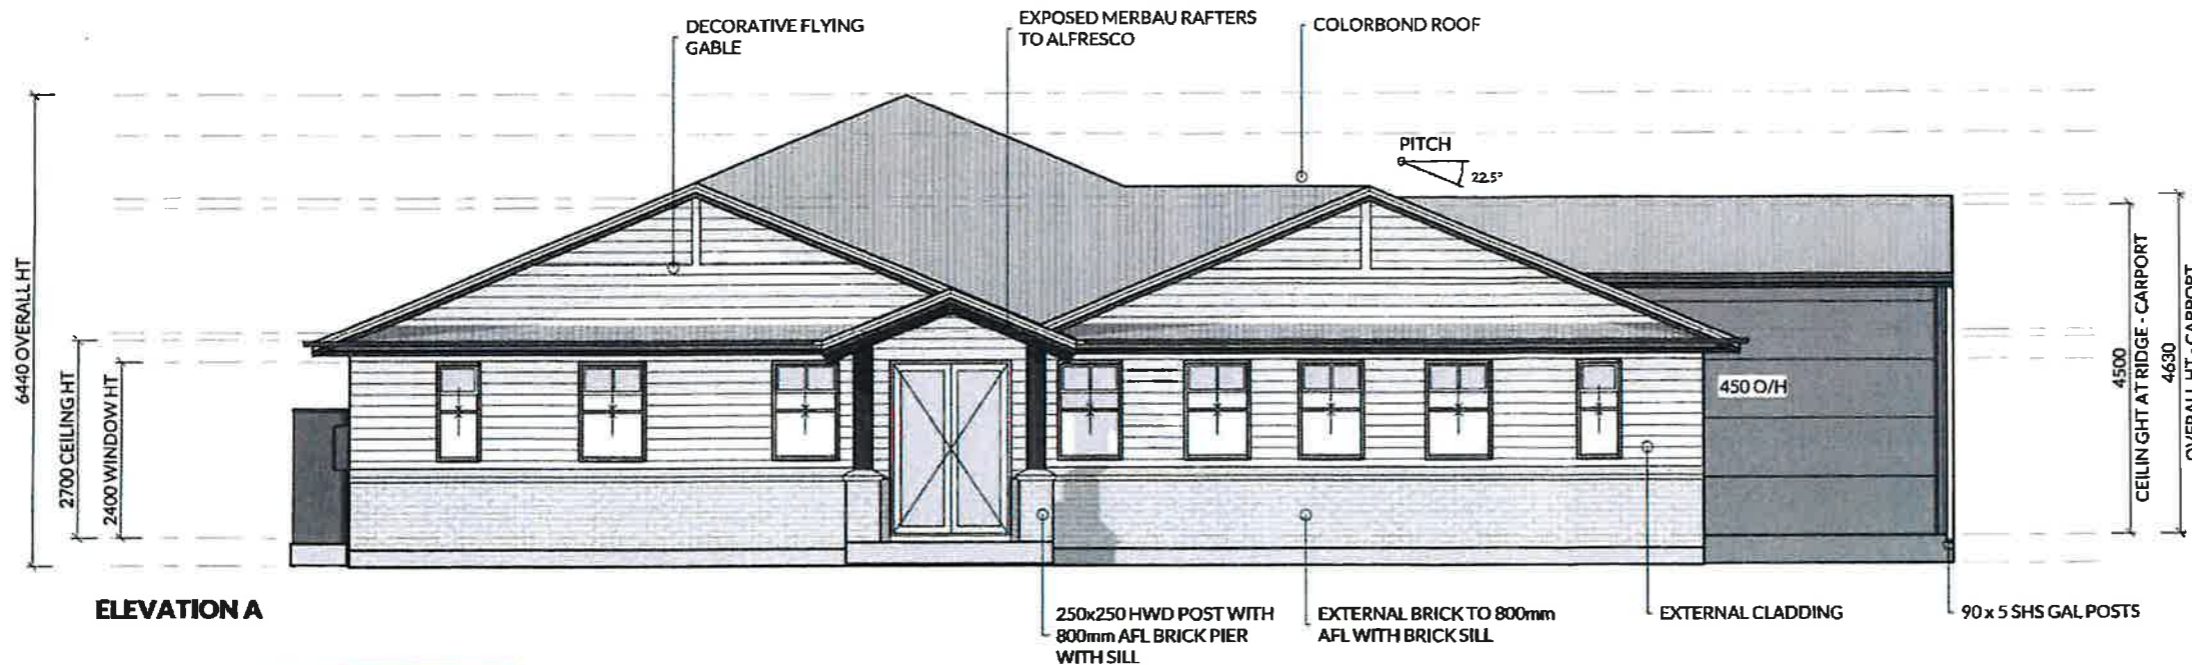 DECORATIVE FLYING
GABLE
EXPOSED MERBAU RAFTERS
TO ALFRESCO
COLORBOND ROOF
PITCH
22.5°
6440 OVERALL HT
2700 CEILING HT
2400 WINDOW HT
450 O/H
4500
CEILING HT AT RIDGE - CARPORT
4630
OVERALL HT - CARPORT
ELEVATION A
250x250 HWD POST WITH
800mm AFL BRICK PIER
WITH SILL
EXTERNAL BRICK TO 800mm
AFL WITH BRICK SILL
EXTERNAL CLADDING
90 x 5 SHS GAL POSTS